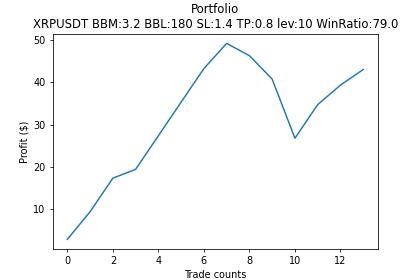 Portfolio
XRPUSDT BBM:3.2 BBL:180 SL:1.4 TP:0.8 lev:10 WinRatio:79.0
50
40
30
20
10
Profit ($)
0 2 4 6 8 10 12
Trade counts